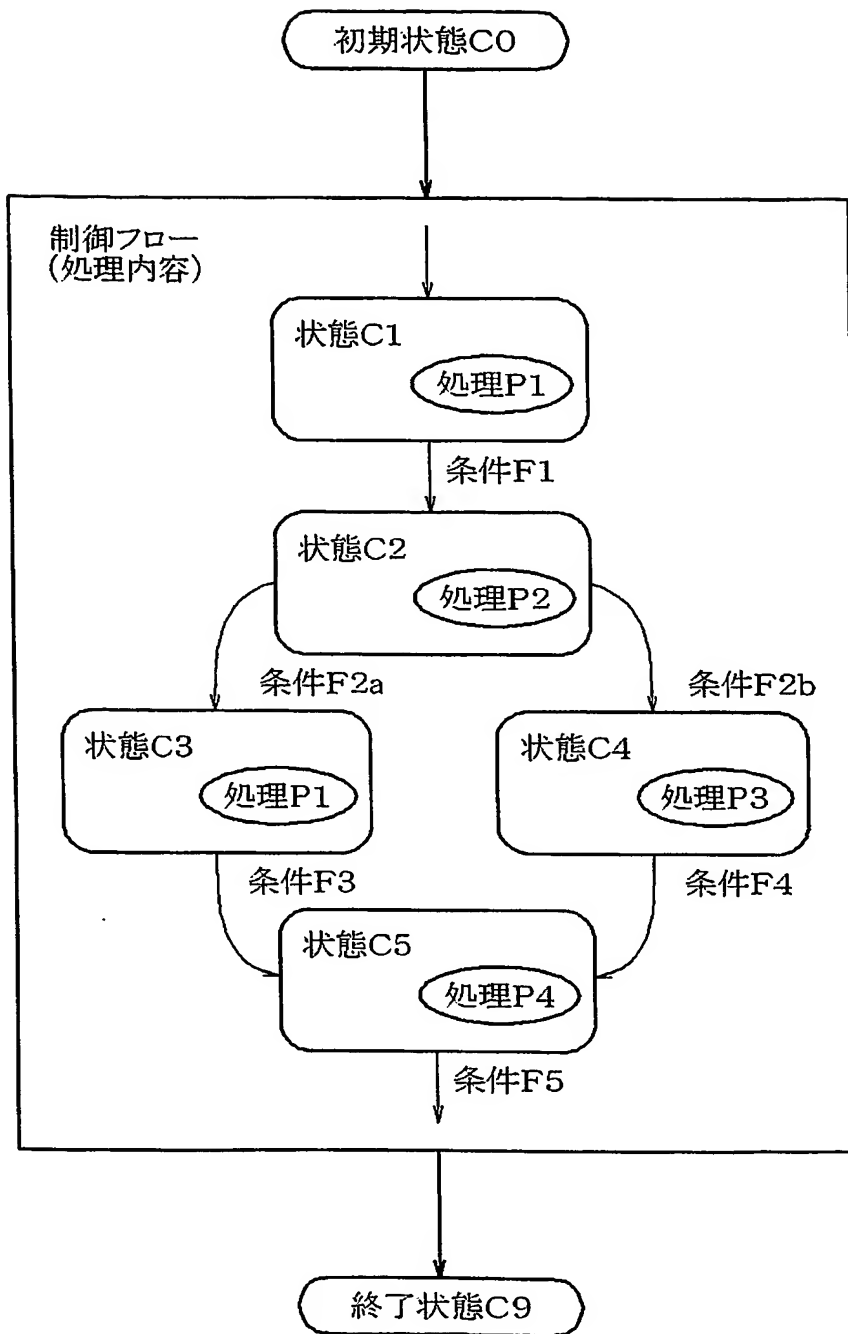 初期状態C0
制御フロー
(処理内容)
状態C1
処理P1
条件F1
状態C2
処理P2
条件F2a
条件F2b
状態C3
処理P1
状態C4
処理P3
条件F3
条件F4
状態C5
処理P4
条件F5
終了状態C9